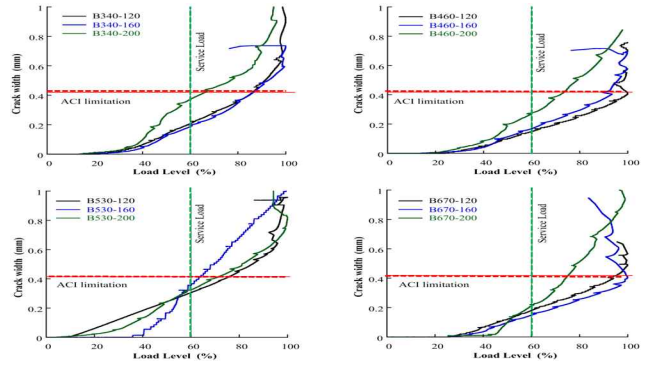 B340-120
B340-160
B340-200
Service Load
ACI limitation
Crack width (mm)
1
0.8
0.6
0.4
0.2
0
0 20 40 60 80 100
Load Level (%)
B460-120
B460-160
B460-200
Service Load
ACI limitation
Crack width (mm)
1
0.8
0.6
0.4
0.2
0
0 20 40 60 80 100
Load Level (%)
B530-120
B530-160
B530-200
Service Load
ACI limitation
Crack width (mm)
1
0.8
0.6
0.4
0.2
0
0 20 40 60 80 100
Load Level (%)
B670-120
B670-160
B670-200
Service Load
ACI limitation
Crack width (mm)
1
0.8
0.6
0.4
0.2
0
0 20 40 60 80 100
Load Level (%)